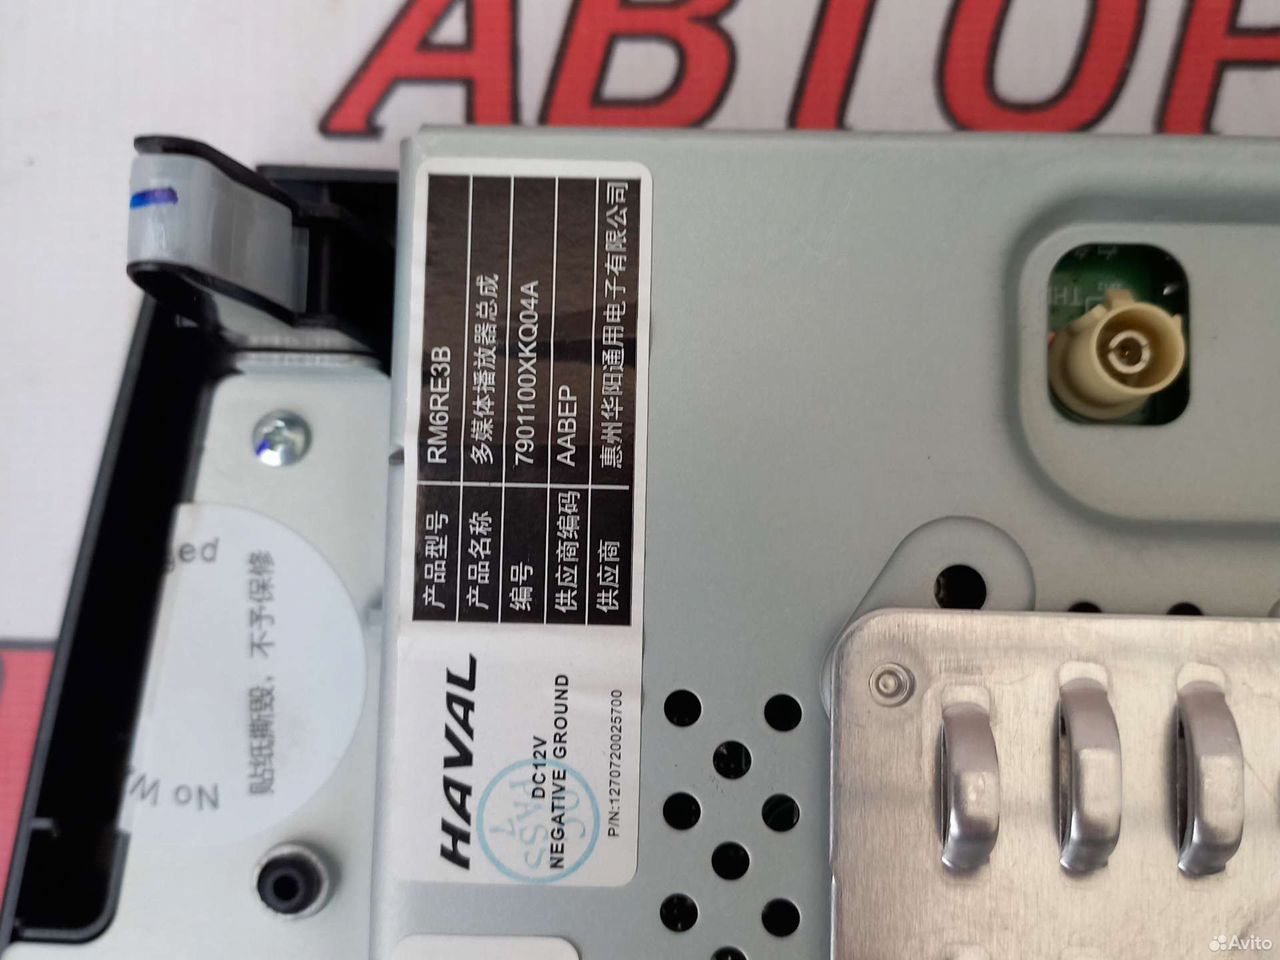 АВТОР
产品型号 RM6RE3B
产品名称 多媒体播放器总成
编号 7901100XKQ04A
供应商编码 AABEP
供应商 惠州华阳通用电子有限公司
HAVAL
DC12V
NEGATIVE GROUND
P/N:1270720025700
QC
PASS
7
贴纸撕毁，不予保修
No W
ged
Avito